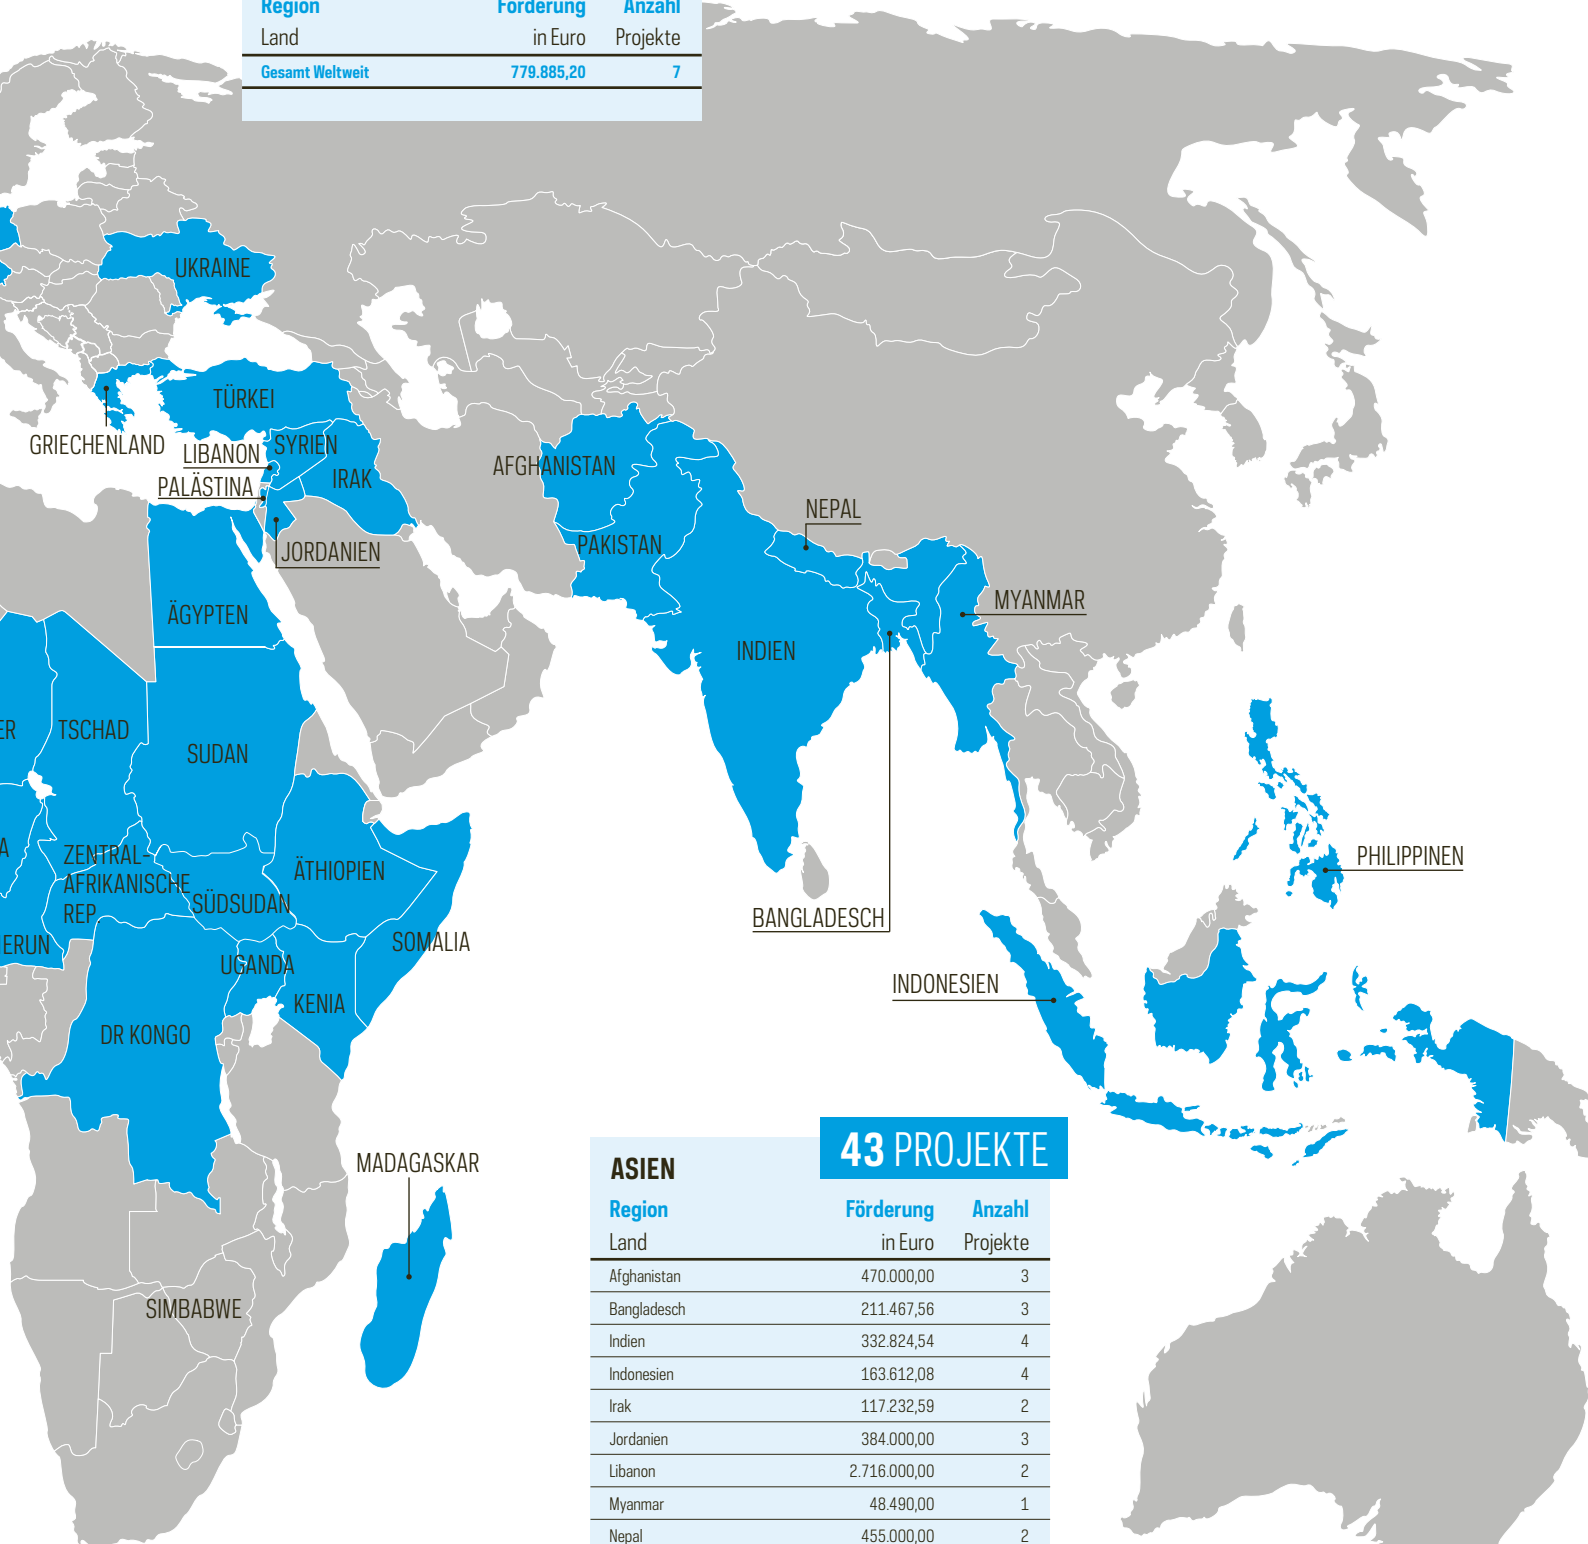 Region Förderung Anzahl
Land in Euro Projekte
Gesamt Weltweit 779.885,20 7
UKRAINE
TÜRKEI
GRIECHENLAND
LIBANON
SYRIEN
PALÄSTINA
IRAK
JORDANIEN
AFGHANISTAN
PAKISTAN
NEPAL
MYANMAR
INDIEN
ÄGYPTEN
ER
TSCHAD
SUDAN
A
ZENTRAL-
AFRIKANISCHE
REP.
SÜDSUDAN
ÄTHIOPIEN
SOMALIA
ERUN
UGANDA
KENIA
DR KONGO
BANGLADESCH
PHILIPPINEN
INDONESIEN
MADAGASKAR
SIMBABWE
43 PROJEKTE
ASIEN
Region Förderung Anzahl
Land in Euro Projekte
Afghanistan 470.000,00 3
Bangladesch 211.467,56 3
Indien 332.824,54 4
Indonesien 163.612,08 4
Irak 117.232,59 2
Jordanien 384.000,00 3
Libanon 2.716.000,00 2
Myanmar 48.490,00 1
Nepal 455.000,00 2